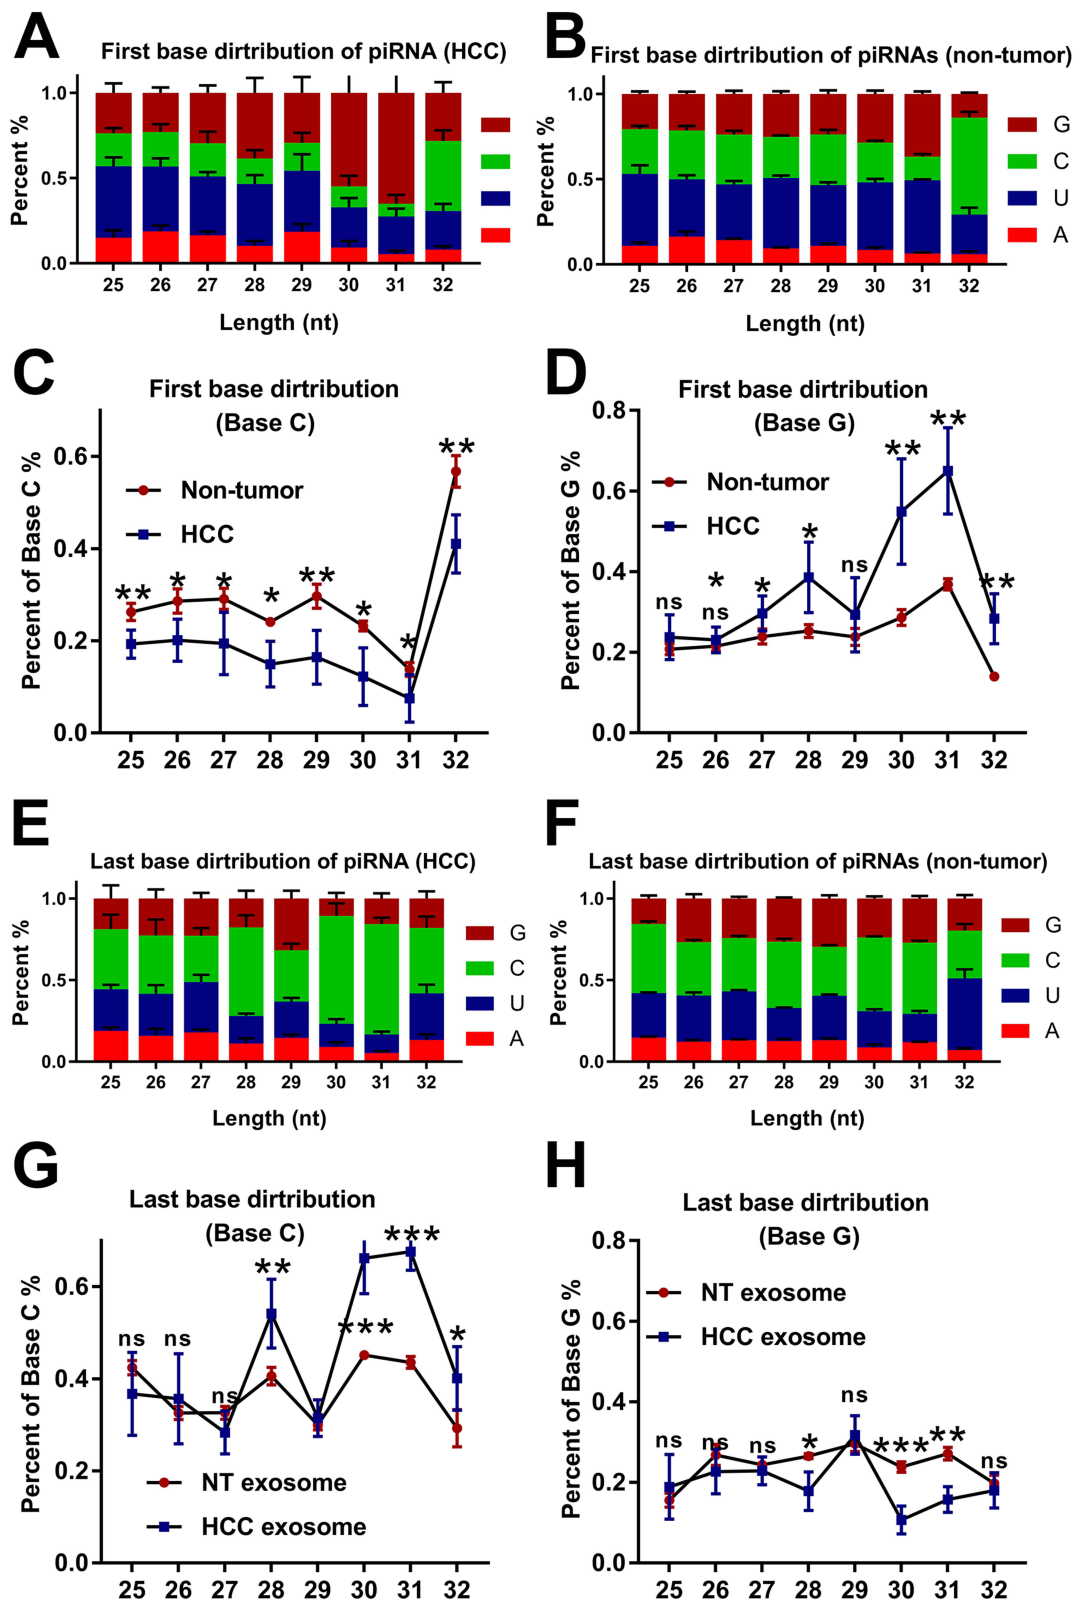 A
First base dirtribution of piRNA (HCC)
Percent %
1.0
0.5
0.0
25 26 27 28 29 30 31 32
Length (nt)
B
First base dirtribution of piRNAs (non-tumor)
Percent %
1.0
0.5
0.0
G
C
U
A
25 26 27 28 29 30 31 32
Length (nt)
C
First base dirtribution
(Base C)
Percent of Base C %
0.6
0.4
0.2
0.0
Non-tumor
HCC
** * * * ** * * **
25 26 27 28 29 30 31 32
D
First base dirtribution
(Base G)
Percent of Base G %
0.8
0.6
0.4
0.2
0.0
Non-tumor
HCC
ns * ns * * ns ** ** **
25 26 27 28 29 30 31 32
E
Last base dirtribution of piRNA (HCC)
Percent %
1.0
0.5
0.0
G
C
U
A
25 26 27 28 29 30 31 32
Length (nt)
F
Last base dirtribution of piRNAs (non-tumor)
Percent %
1.0
0.5
0.0
G
C
U
A
25 26 27 28 29 30 31 32
Length (nt)
G
Last base dirtribution
(Base C)
Percent of Base C %
0.6
0.4
0.2
0.0
ns ns ns ** *** *** *
NT exosome
HCC exosome
25 26 27 28 29 30 31 32
H
Last base dirtribution
(Base G)
Percent of Base G %
0.8
0.6
0.4
0.2
0.0
NT exosome
HCC exosome
ns ns ns * ns *** ** ns
25 26 27 28 29 30 31 32